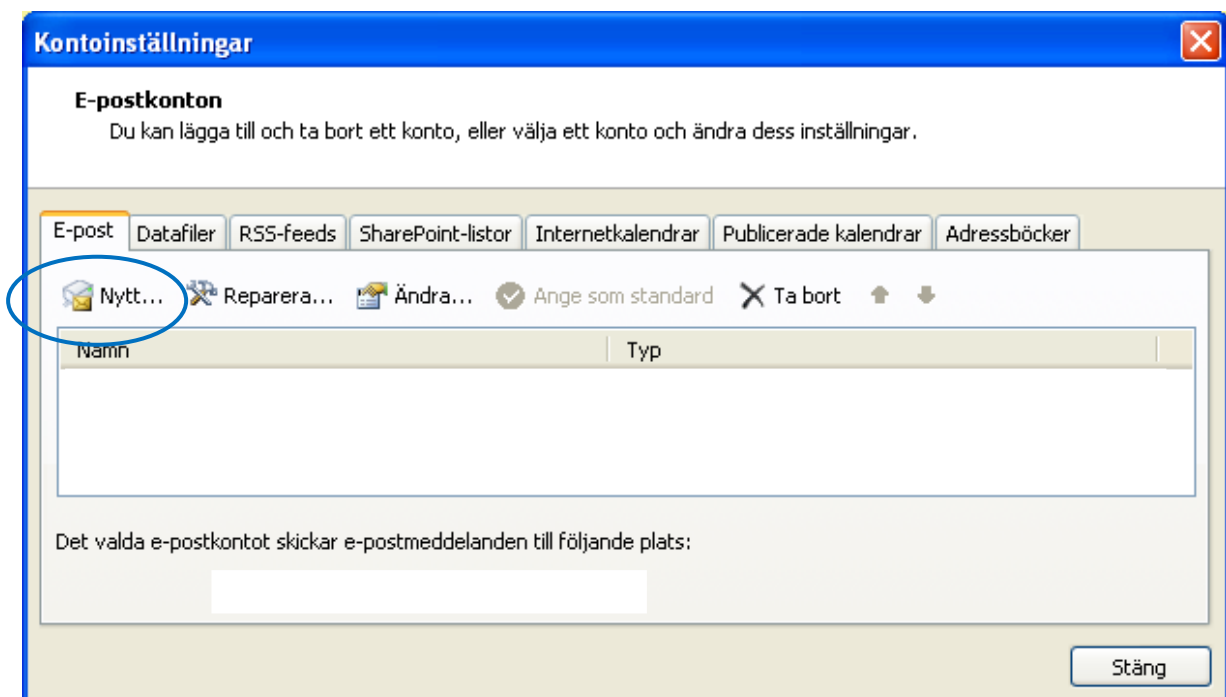 Kontoinställningar
E-postkonton
Du kan lägga till och ta bort ett konto, eller välja ett konto och ändra dess inställningar.
E-post Datafiler RSS-feeds SharePoint-listor Internetkalendrar Publicerade kalendrar Adressböcker
Nytt... Reparera... Ändra... Ange som standard Ta bort
Namn Typ
Det valda e-postkontot skickar e-postmeddelanden till följande plats:
Stäng